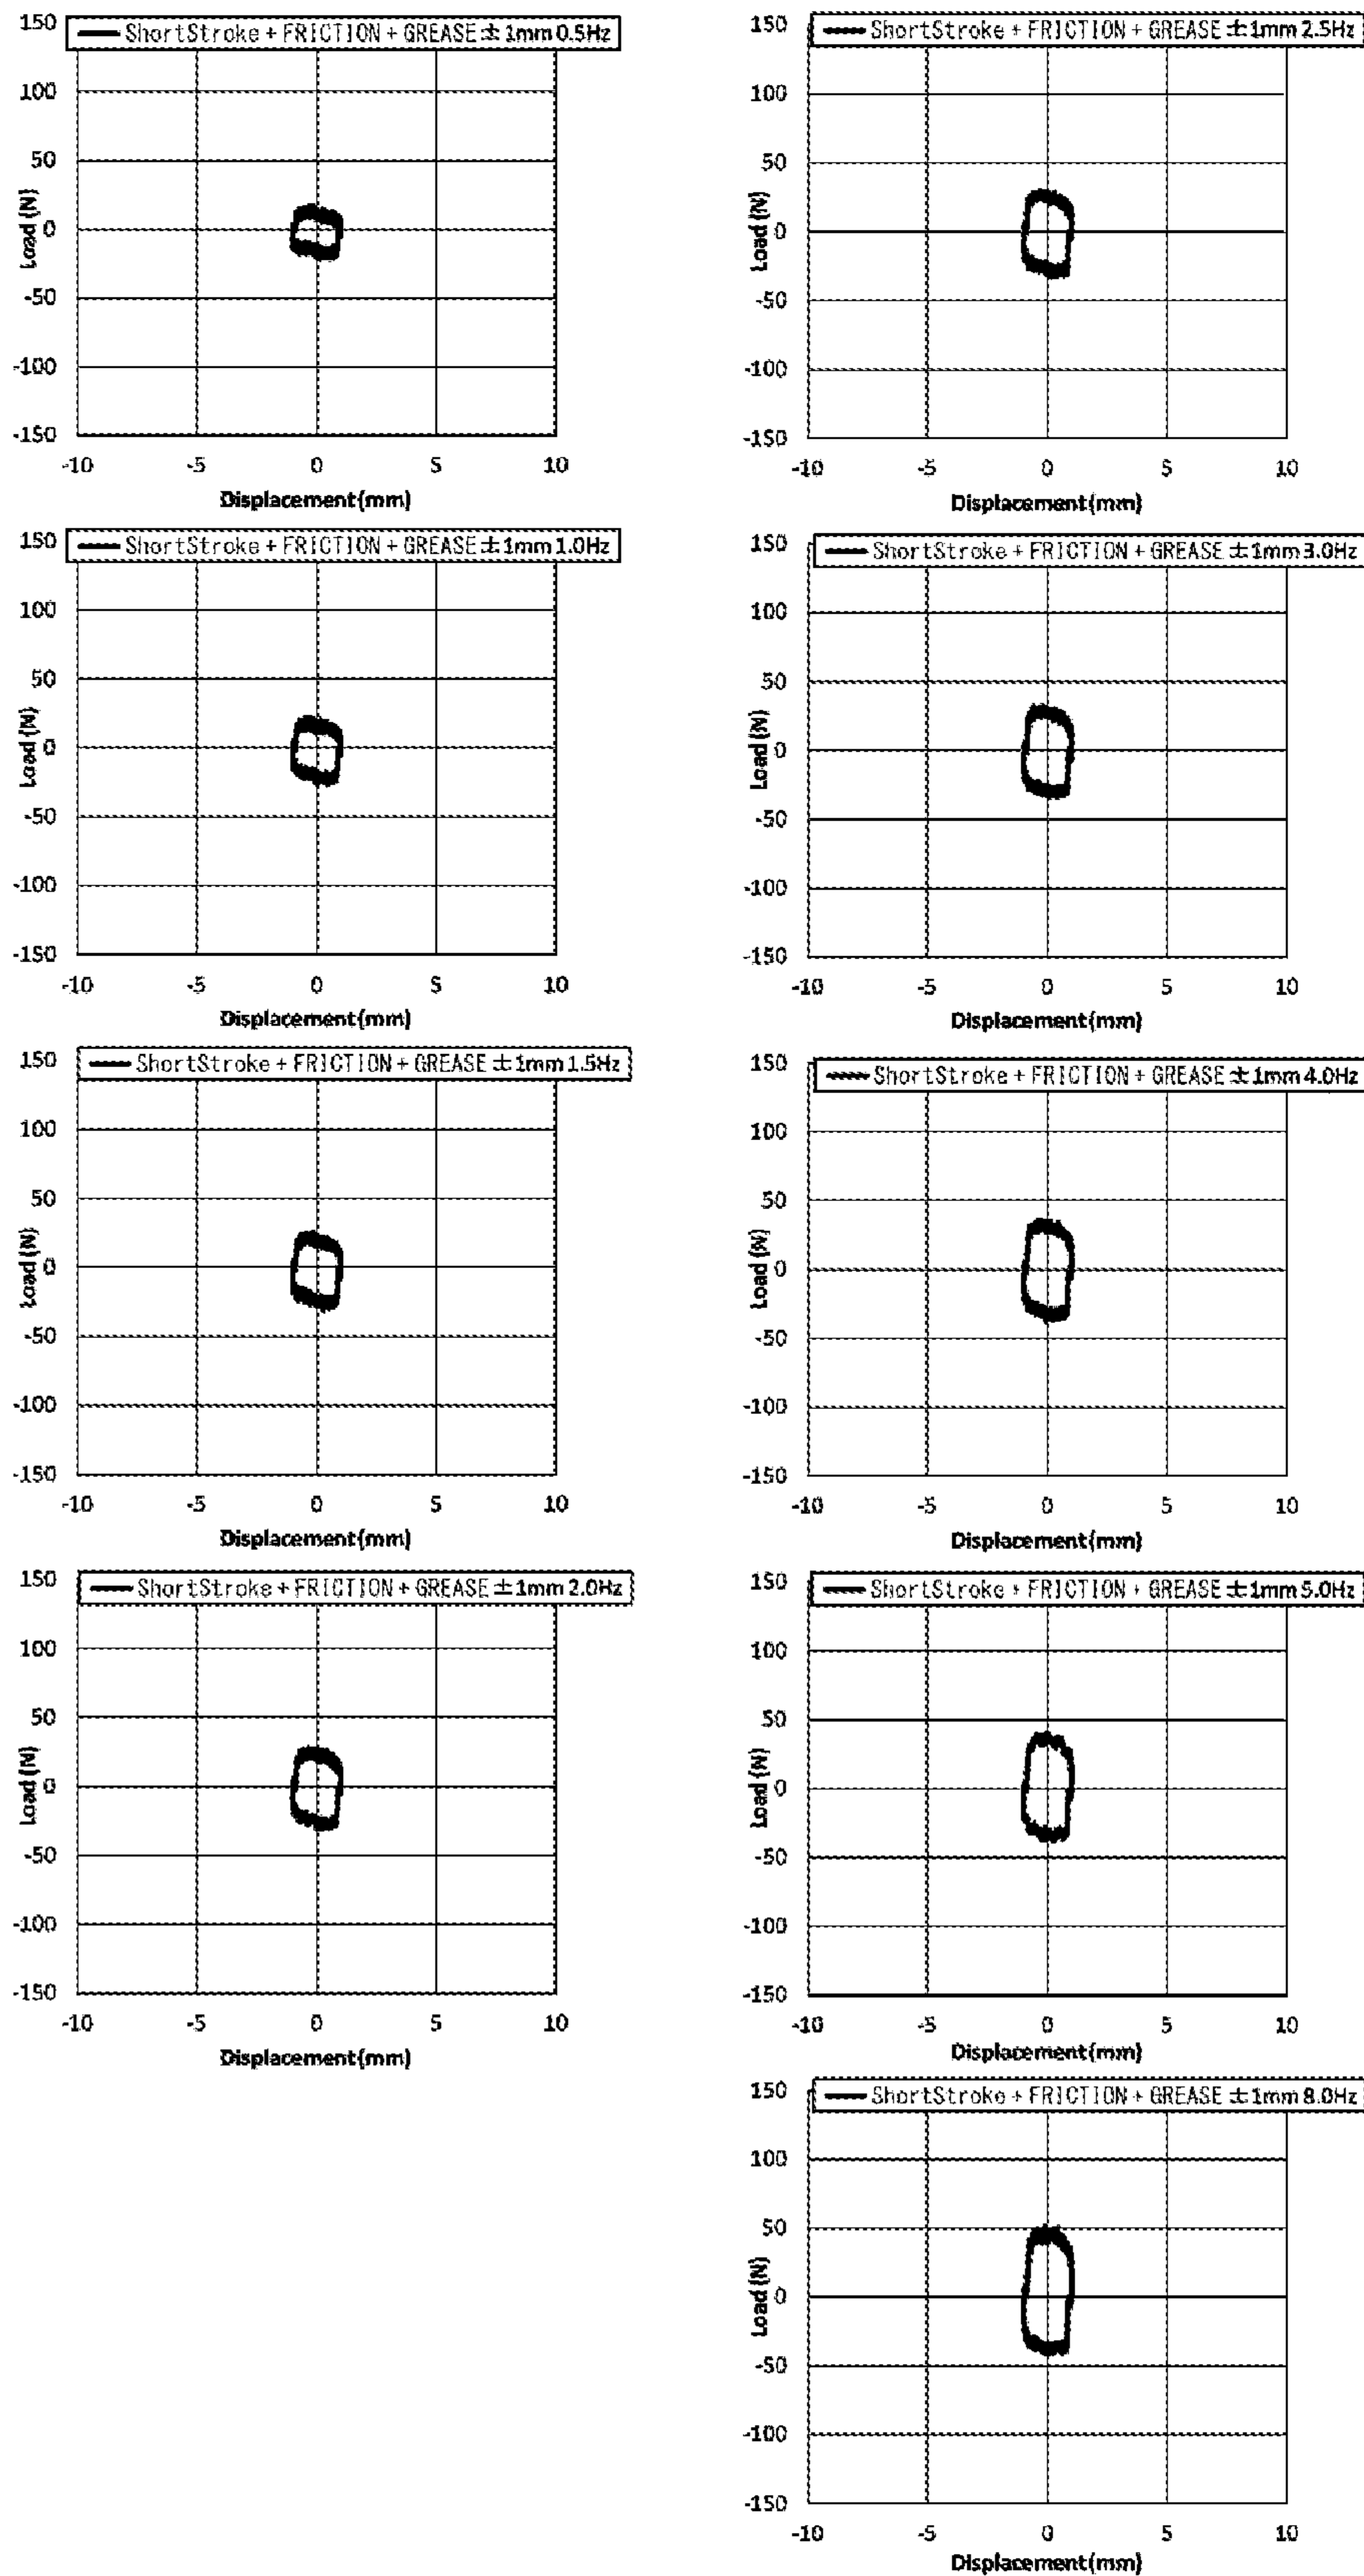 ShortStroke + FRICTION + GREASE ±1mm 0.5Hz
150
100
50
0
-50
-100
-150
Load (N)
-10 -5 0 5 10
Displacement(mm)
ShortStroke + FRICTION + GREASE ±1mm 1.0Hz
150
100
50
0
-50
-100
-150
Load (N)
-10 -5 0 5 10
Displacement(mm)
ShortStroke + FRICTION + GREASE ±1mm 1.5Hz
150
100
50
0
-50
-100
-150
Load (N)
-10 -5 0 5 10
Displacement(mm)
ShortStroke + FRICTION + GREASE ±1mm 2.0Hz
150
100
50
0
-50
-100
-150
Load (N)
-10 -5 0 5 10
Displacement(mm)
ShortStroke + FRICTION + GREASE ±1mm 2.5Hz
150
100
50
0
-50
-100
-150
Load (N)
-10 -5 0 5 10
Displacement(mm)
ShortStroke + FRICTION + GREASE ±1mm 3.0Hz
150
100
50
0
-50
-100
-150
Load (N)
-10 -5 0 5 10
Displacement(mm)
ShortStroke + FRICTION + GREASE ±1mm 4.0Hz
150
100
50
0
-50
-100
-150
Load (N)
-10 -5 0 5 10
Displacement(mm)
ShortStroke + FRICTION + GREASE ±1mm 5.0Hz
150
100
50
0
-50
-100
-150
Load (N)
-10 -5 0 5 10
Displacement(mm)
ShortStroke + FRICTION + GREASE ±1mm 8.0Hz
150
100
50
0
-50
-100
-150
Load (N)
-10 -5 0 5 10
Displacement(mm)